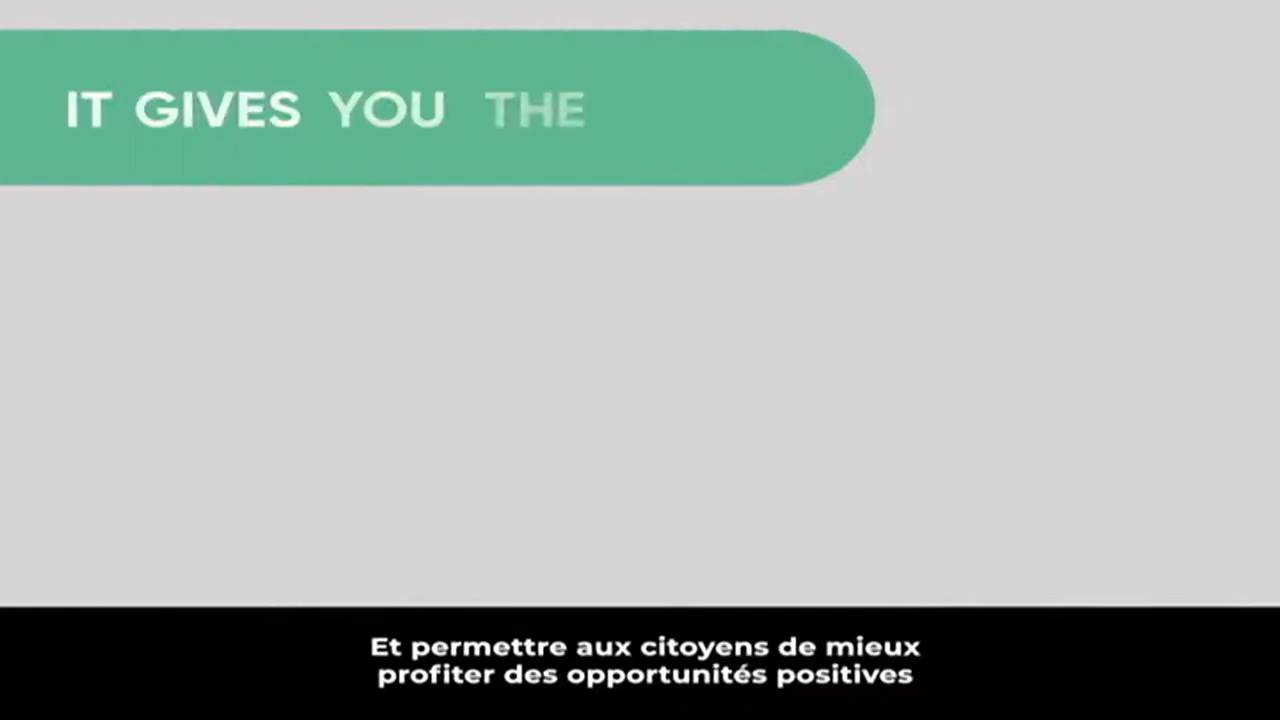 IT GIVES YOU THE
Et permettre aux citoyens de mieux
profiter des opportunités positives